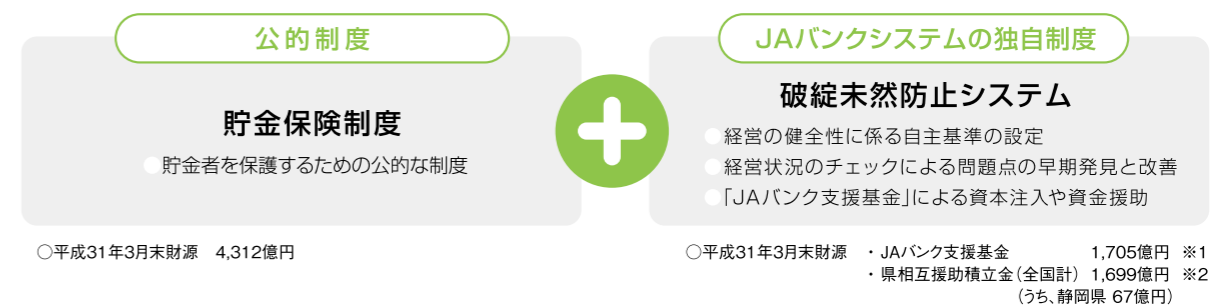 公的制度
貯金保険制度
貯金者を保護するための公的な制度
○平成31年3月末財源 4,312億円
JAバンクシステムの独自制度
破綻未然防止システム
経営の健全性に係る自主基準の設定
経営状況のチェックによる問題点の早期発見と改善
「JAバンク支援基金」による資本注入や資金援助
○平成31年3月末財源 ・JAバンク支援基金 1,705億円 ※1
・県相互援助積立金(全国計) 1,699億円 ※2
(うち、静岡県 67億円)